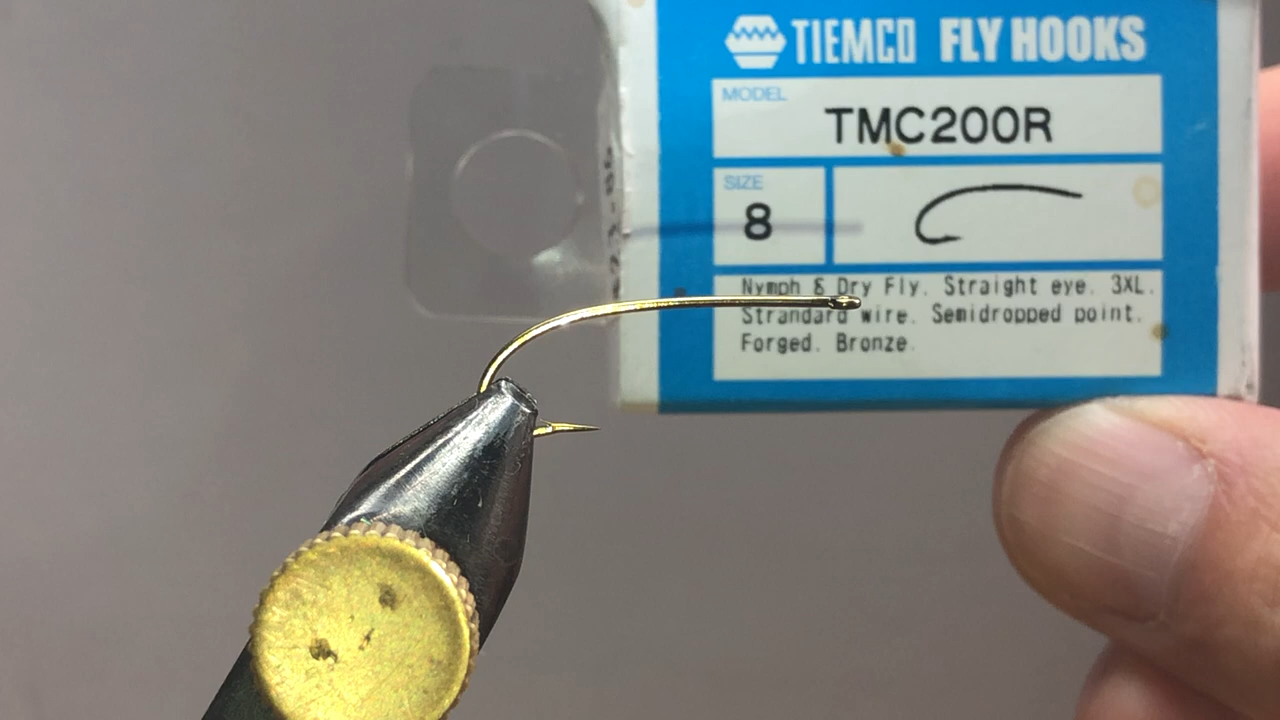 TIEMCO FLY HOOKS
MODEL
TMC200R
SIZE
8
Nymph & Dry Fly. Straight eye. 3XL.
Strandard wire. Semidropped point.
Forged. Bronze.